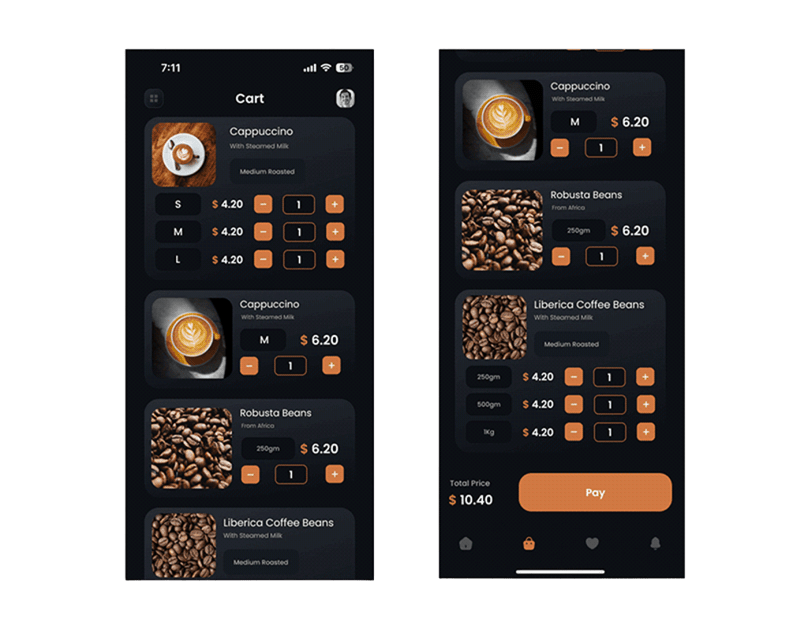 7:11
50
Cart
Cappuccino
With Steamed Milk
Medium Roasted
S $ 4.20 − 1 +
M $ 4.20 − 1 +
L $ 4.20 − 1 +
Cappuccino
With Steamed Milk
M $ 6.20
− 1 +
Robusta Beans
From Africa
250gm $ 6.20
− 1 +
Liberica Coffee Beans
With Steamed Milk
Medium Roasted
Cappuccino
With Steamed Milk
M $ 6.20
− 1 +
Robusta Beans
From Africa
250gm $ 6.20
− 1 +
Liberica Coffee Beans
With Steamed Milk
Medium Roasted
250gm $ 4.20 − 1 +
500gm $ 4.20 − 1 +
1Kg $ 4.20 − 1 +
Total Price
$ 10.40
Pay